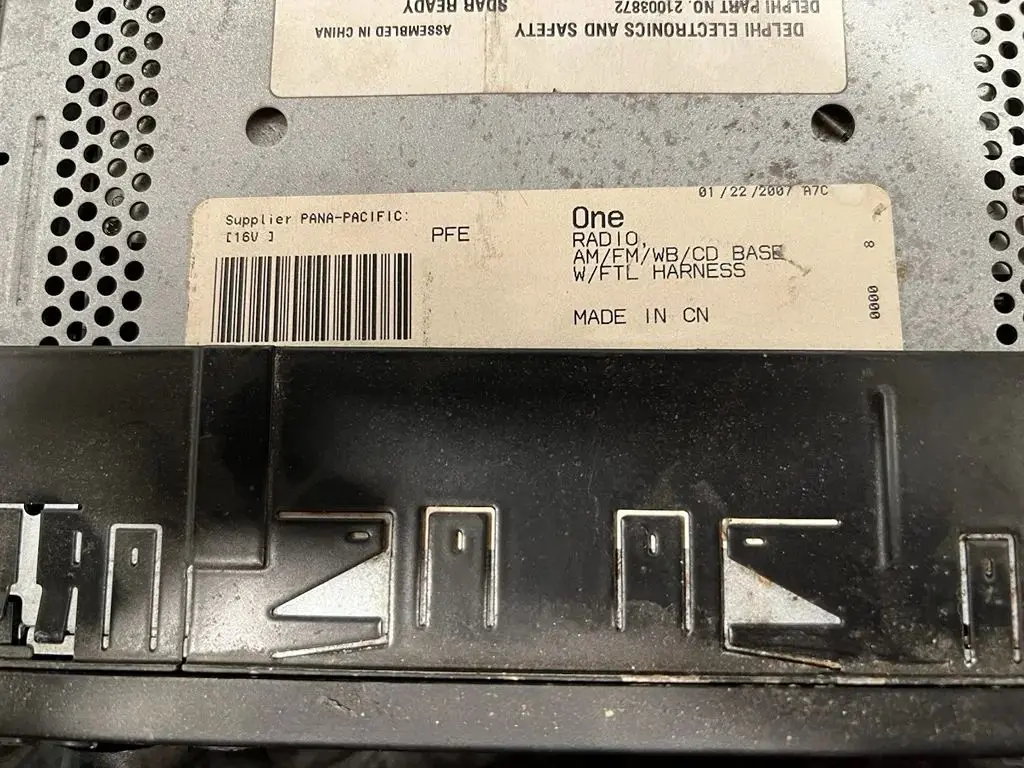 DELPHI PART NO. 21003872
SDAR READY
DELPHI ELECTRONICS AND SAFETY
ASSEMBLED IN CHINA
01/22/2007 A7C
Supplier PANA-PACIFIC:
[16V ]
PFE
One
RADIO,
AM/FM/WB/CD BASE
W/FTL HARNESS
MADE IN CN
0000 8